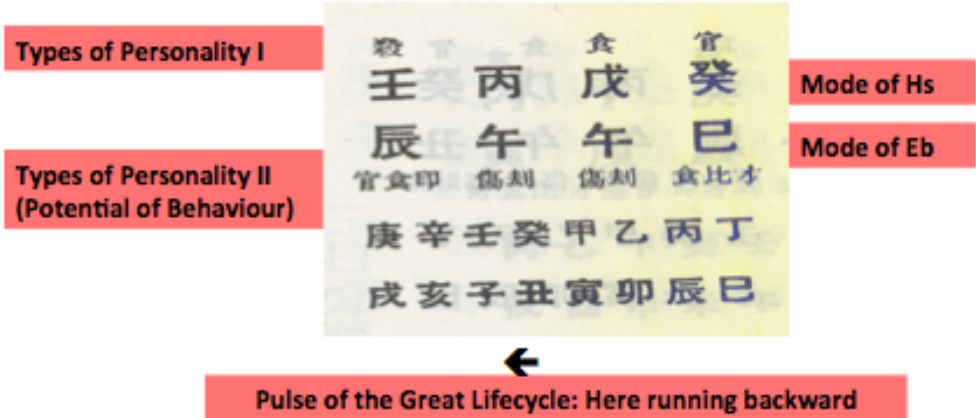 Types of Personality I
殺 食 官
壬 丙 戊 癸
Mode of Hs
辰 午 午 巳
Mode of Eb
Types of Personality II
(Potential of Behaviour)
官食印 傷刦 傷刦 食比才
庚 辛 壬 癸 甲 乙 丙 丁
戌 亥 子 丑 寅 卯 辰 巳
Pulse of the Great Lifecycle: Here running backward